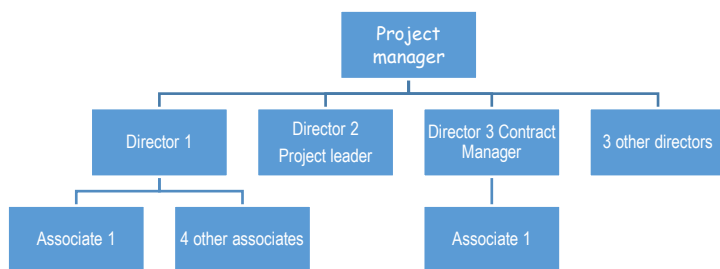 Project
manager
Director 1
Director 2
Project leader
Director 3 Contract
Manager
3 other directors
Associate 1
4 other associates
Associate 1